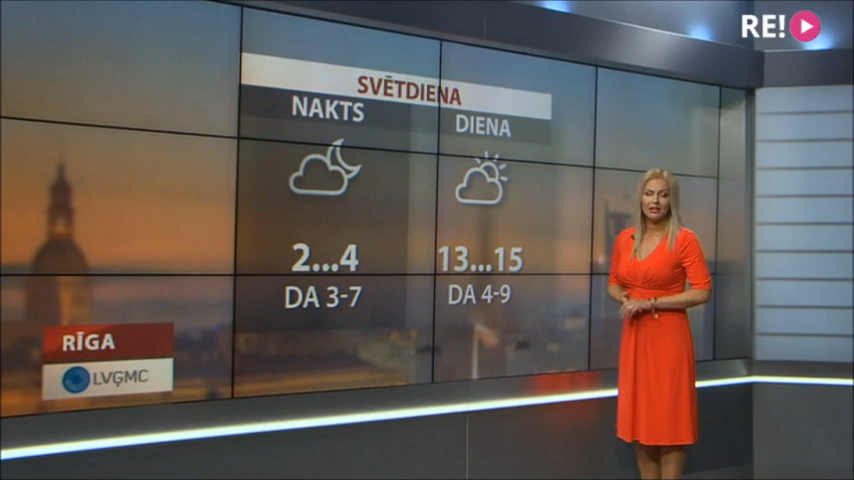 RE!
SVĒTDIENA
NAKTS DIENA
2...4 13...15
DA 3-7 DA 4-9
RĪGA
LVĢMC